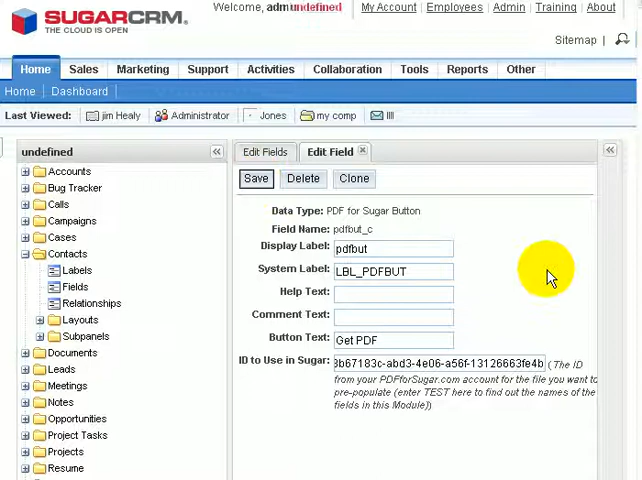 Welcome, admundefined My Account Employees Admin Training About
SUGARCRM.
THE CLOUD IS OPEN
Sitemap
Home Sales Marketing Support Activities Collaboration Tools Reports Other
Home Dashboard
Last Viewed: jim Healy Administrator Jones my comp llll
undefined
Edit Fields Edit Field
Accounts
Bug Tracker
Calls
Campaigns
Cases
Contacts
Labels
Fields
Relationships
Layouts
Subpanels
Documents
Leads
Meetings
Notes
Opportunities
Project Tasks
Projects
Resume
Save Delete Clone
Data Type: PDF for Sugar Button
Field Name: pdfbut_c
Display Label: pdfbut
System Label: LBL_PDFBUT
Help Text:
Comment Text:
Button Text: Get PDF
ID to Use in Sugar: 3b67183c-abd3-4e06-a56f-13126663fe4b (The ID
from your PDFforSugar.com account for the file you want to
pre-populate (enter TEST here to find out the names of the
fields in this Module))